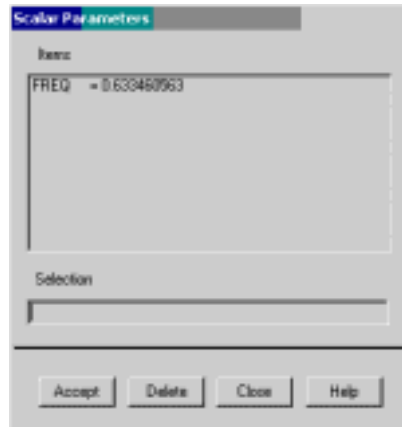 Scalar Parameters
Items
FREQ = 0.633460963
Selection
Accept Delete Close Help